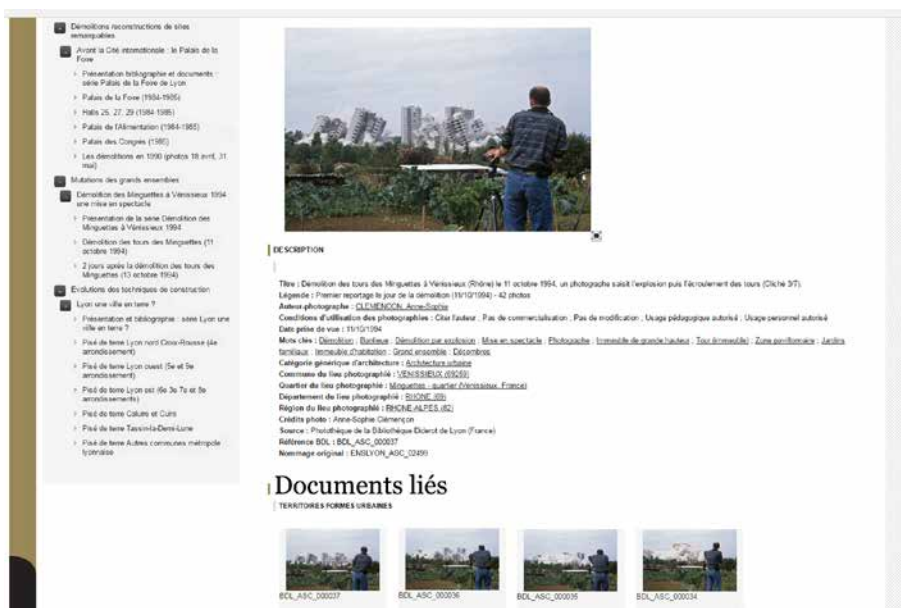 Démolitions reconstructions de sites
remarquables
Avant la Cité internationale : le Palais de la
Foire
Présentation bibliographie et documents :
série Palais de la Foire de Lyon
Palais de la Foire (1984-1985)
Halls 26, 27, 29 (1984-1985)
Palais de l'Alimentation (1984-1985)
Palais des Congrès (1985)
Les démolitions en 1990 (photos 18 avril, 31
mai)
Mutations des grands ensembles
Démolition des Minguettes à Vénissieux 1994
une mise en spectacle
Présentation de la série Démolition des
Minguettes à Vénissieux 1994
Démolition des tours des Minguettes (11
octobre 1994)
2 jours après la démolition des tours des
Minguettes (13 octobre 1994)
Evolutions des techniques de construction
Lyon une ville en terre ?
Présentation et bibliographie : série Lyon une
ville en terre ?
Pisé de terre Lyon nord Croix-Rousse (4e
arrondissement)
Pisé de terre Lyon ouest (5e et 9e
arrondissement)
Pisé de terre Lyon est (6e 3e 7e et 8e
arrondissements)
Pisé de terre Caluire et Cuire
Pisé de terre Tassin-la-Demi-Lune
Pisé de terre Autres communes métropole
lyonnaise
DESCRIPTION
Titre : Démolition des tours des Minguettes à Vénissieux (Rhône) le 11 octobre 1994, un photographe saisit l'explosion puis l'écroulement des tours (Cliché 3/7).
Légende : Premier reportage le jour de la démolition (11/10/1994) - 42 photos
Auteur-photographe : CLEMENCON, Anne-Sophie
Conditions d'utilisation des photographies : Citer l'auteur ; Pas de commercialisation ; Pas de modification ; Usage pédagogique autorisé ; Usage personnel autorisé
Date prise de vue : 11/10/1994
Mots clés : Démolition ; Banlieue ; Démolition par explosion ; Mise en spectacle ; Photographe ; Immeuble de grande hauteur ; Tour (immeuble) ; Zone pavillonnaire ; Jardins
familiaux ; Immeuble d'habitation ; Grand ensemble ; Décombres
Catégorie générique d'architecture : Architecture urbaine
Commune du lieu photographié : VENISSIEUX (69259)
Quartier du lieu photographié : Minguettes - quartier (Vénissieux, France)
Département du lieu photographié : RHONE (69)
Région du lieu photographié : RHONE-ALPES (82)
Crédits photo : Anne-Sophie Clémençon
Source : Photothèque de la Bibliothèque Diderot de Lyon (France)
Référence BDL : BDL_ASC_000037
Nommage original : ENSLYON_ASC_02499
Documents liés
TERRITOIRES FORMES URBAINES
BDL_ASC_000037
BDL_ASC_000036
BDL_ASC_000035
BDL_ASC_000034